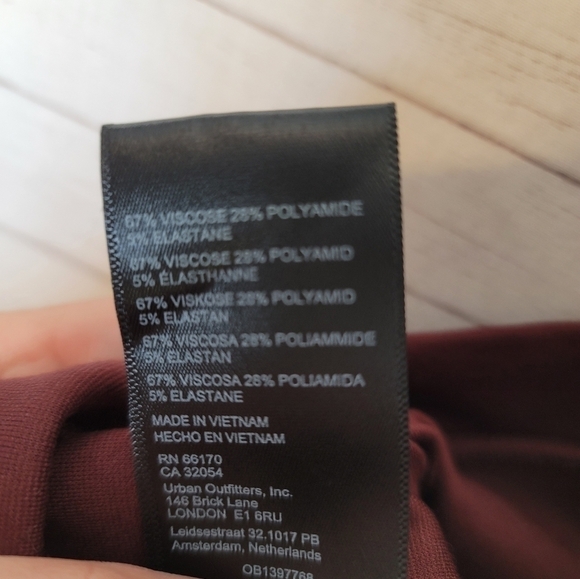 67% VISCOSE 28% POLYAMIDE
5% ELASTANE
67% VISCOSE 28% POLYAMID
5% ÉLASTHANNE
67% VISKOSE 28% POLYAMID
5% ELASTAN
67% VISCOSA 28% POLIAMMIDE
5% ELASTAN
67% VISCOSA 28% POLIAMIDA
5% ELASTANE
MADE IN VIETNAM
HECHO EN VIETNAM
RN 66170
CA 32054
Urban Outfitters, Inc.
146 Brick Lane
LONDON E1 6RU
Leidsestraat 32.1017 PB
Amsterdam, Netherlands
OB1397768